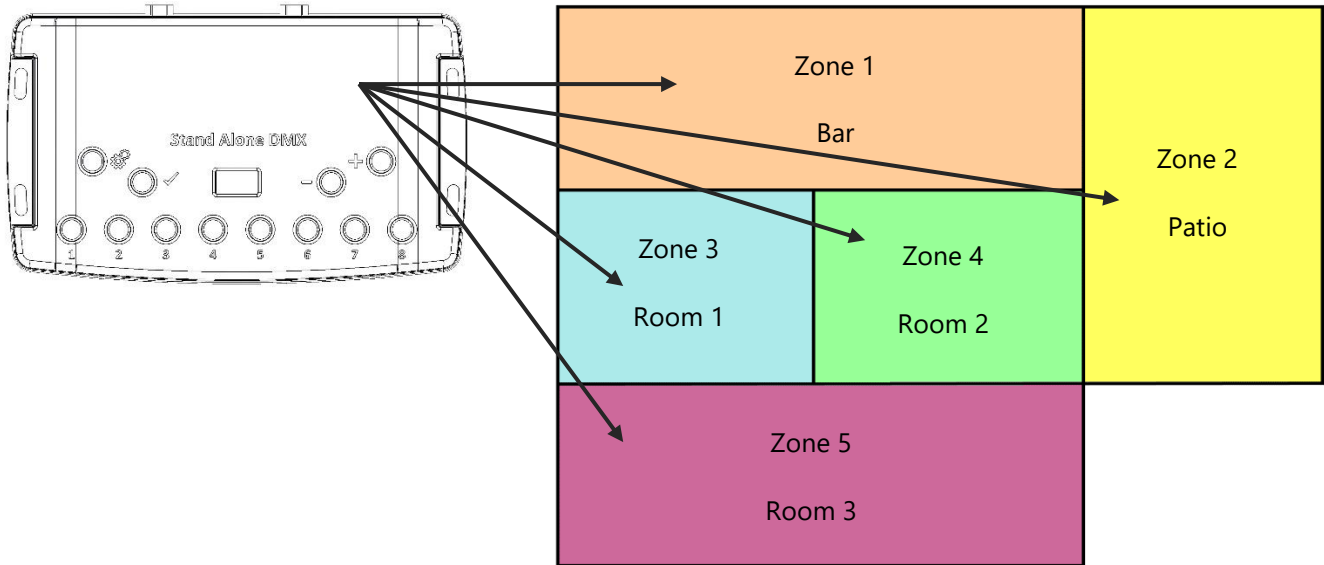 Stand Alone DMX
+
-
1 2 3 4 5 6 7 8
Zone 1
Bar
Zone 2
Patio
Zone 3
Room 1
Zone 4
Room 2
Zone 5
Room 3